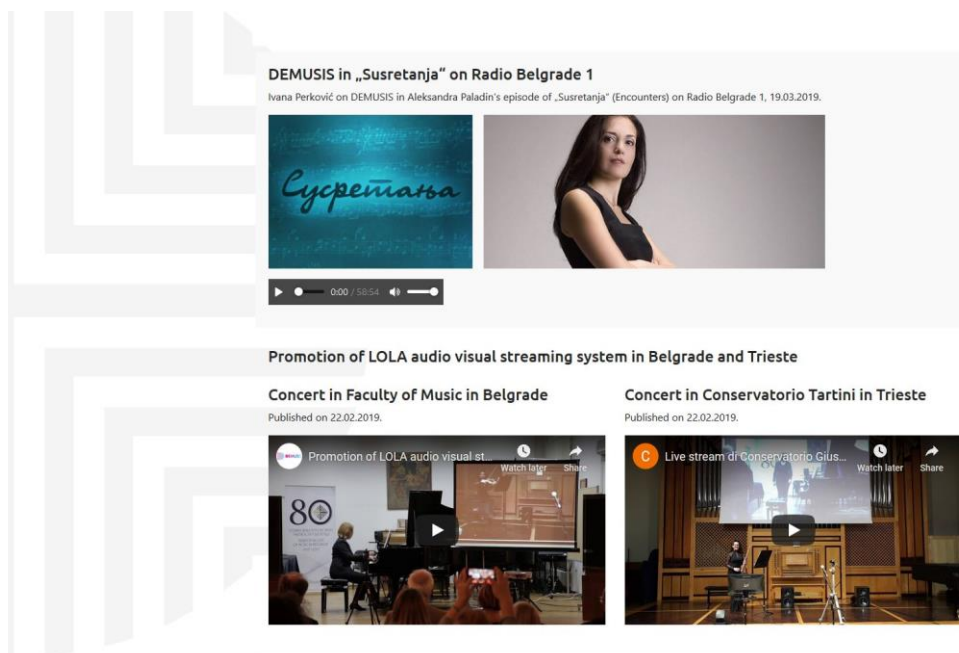 DEMUSIS in „Susretanja“ on Radio Belgrade 1
Ivana Perković on DEMUSIS in Aleksandra Paladin's episode of „Susretanja“ (Encounters) on Radio Belgrade 1, 19.03.2019.
Сусретања
0:00 / 58:54
Promotion of LOLA audio visual streaming system in Belgrade and Trieste
Concert in Faculty of Music in Belgrade
Published on 22.02.2019.
Promotion of LOLA audio visual st...
Watch later
Share
80
Concert in Conservatorio Tartini in Trieste
Published on 22.02.2019.
C
Live stream di Conservatorio Gius...
Watch later
Share